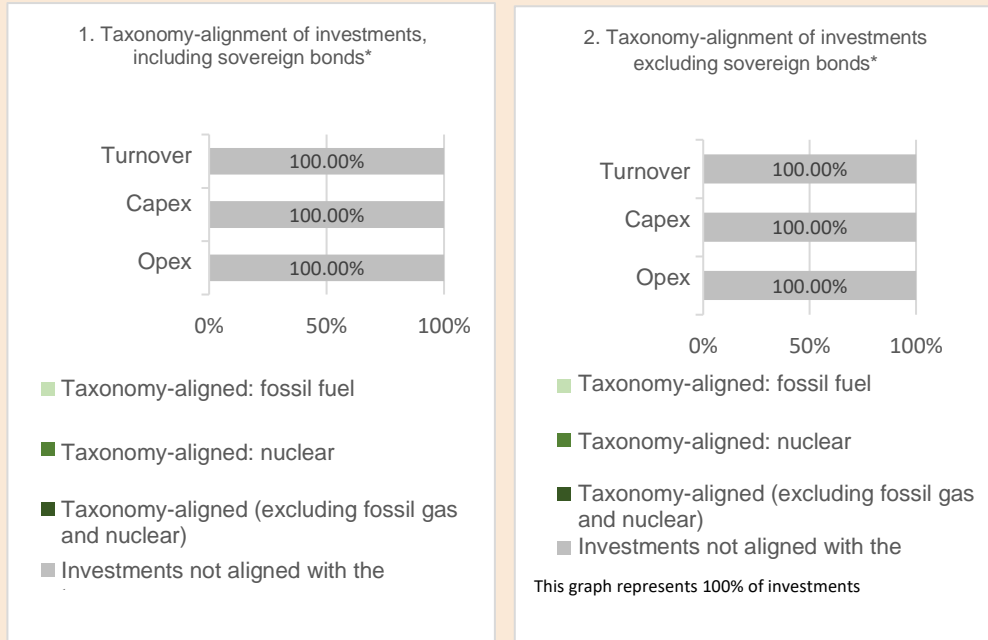 1. Taxonomy-alignment of investments,
including sovereign bonds*
Turnover
100.00%
Capex
100.00%
Opex
100.00%
0% 50% 100%
Taxonomy-aligned: fossil fuel
Taxonomy-aligned: nuclear
Taxonomy-aligned (excluding fossil gas
and nuclear)
Investments not aligned with the
2. Taxonomy-alignment of investments
excluding sovereign bonds*
Turnover
100.00%
Capex
100.00%
Opex
100.00%
0% 50% 100%
Taxonomy-aligned: fossil fuel
Taxonomy-aligned: nuclear
Taxonomy-aligned (excluding fossil gas
and nuclear)
Investments not aligned with the
This graph represents 100% of investments